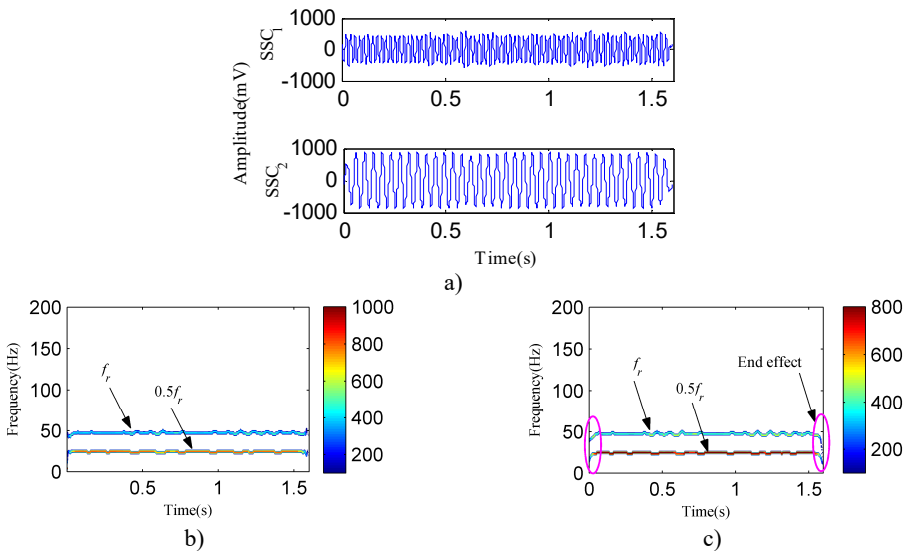 Amplitude(mV)
SSC1
1000
0
-1000
0 0.5 1 1.5
SSC2
1000
0
-1000
0 0.5 1 1.5
Time(s)
a)
Frequency(Hz)
200
150
100
50
0
fr
0.5fr
0.5 1 1.5
Time(s)
1000
800
600
400
200
b)
Frequency(Hz)
200
150
100
50
0
fr
0.5fr
End effect
0 0.5 1 1.5
Time(s)
800
600
400
200
c)